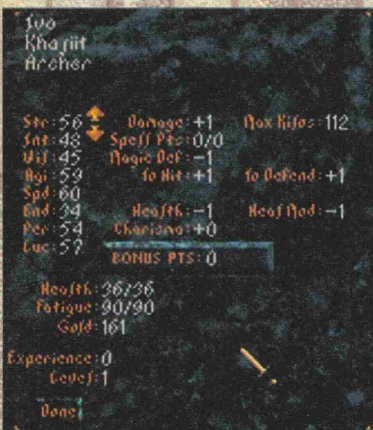 Khajiit
Archer
Str: 56 Damage: +1 Max Kilos: 112
Int: 48 Spell Pts: 0/0
Wil: 45 Magic Def: -1
Agi: 59 To Hit: +1 To Defend: +1
Spd: 60
End: 34 Health: -1 Heal Mod: -1
Per: 54 Charisma: +0
Luc: 57
BONUS PTS: 0
Health: 36/36
Fatigue: 90/90
Gold: 161
Experience: 0
Level: 1
Done